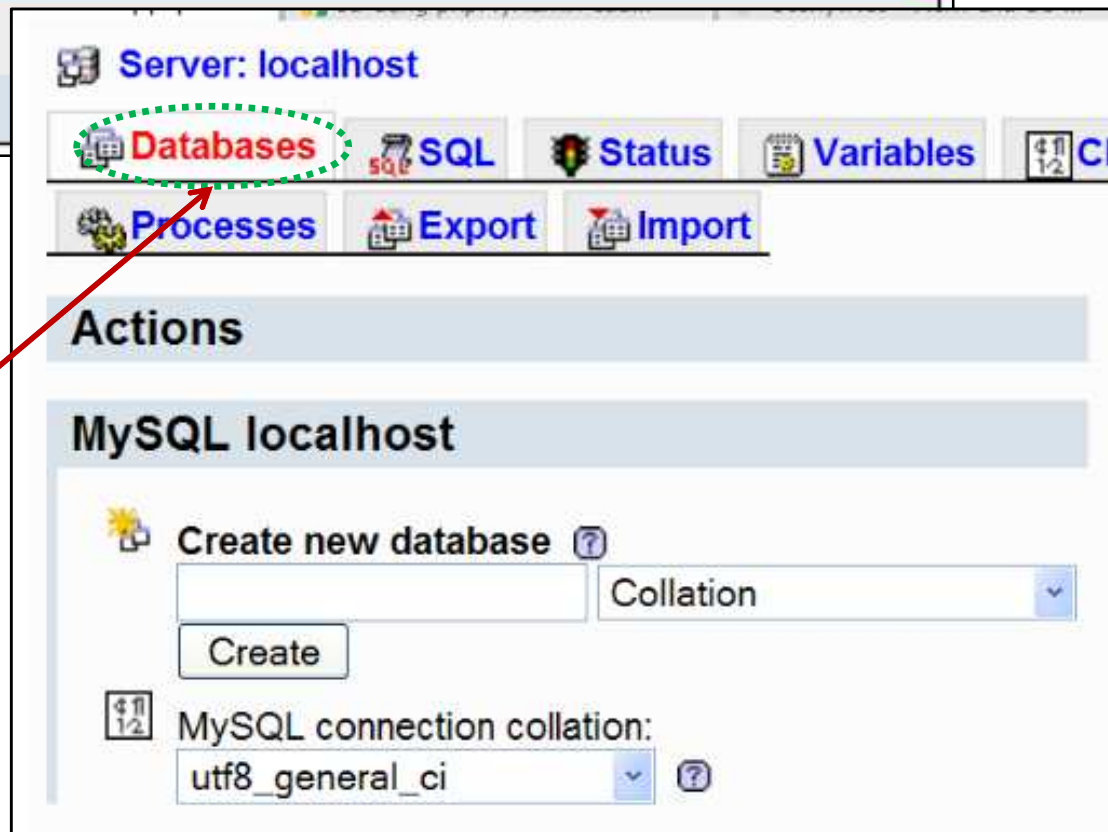 Server: localhost
Databases SQL Status Variables
Processes Export Import
Actions
MySQL localhost
Create new database
Collation
Create
MySQL connection collation:
utf8_general_ci